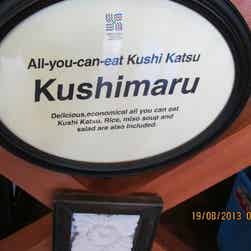 All-you-can-eat Kushi Katsu
Kushimaru
Delicious,economical all you can eat
Kushi Katsu, Rice, miso soup and
salad are also included.
19/08/2013 0